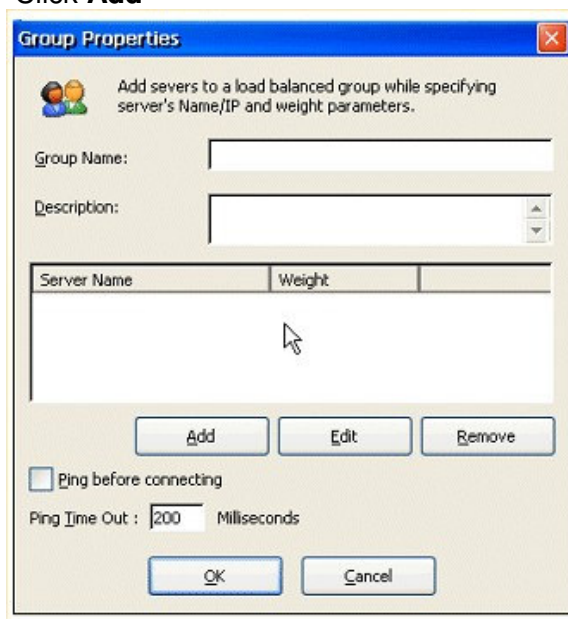 Click Add
Group Properties
Add severs to a load balanced group while specifying
server's Name/IP and weight parameters.
Group Name:
Description:
Server Name Weight
Add Edit Remove
Ping before connecting
Ping Time Out : 200 Milliseconds
OK Cancel